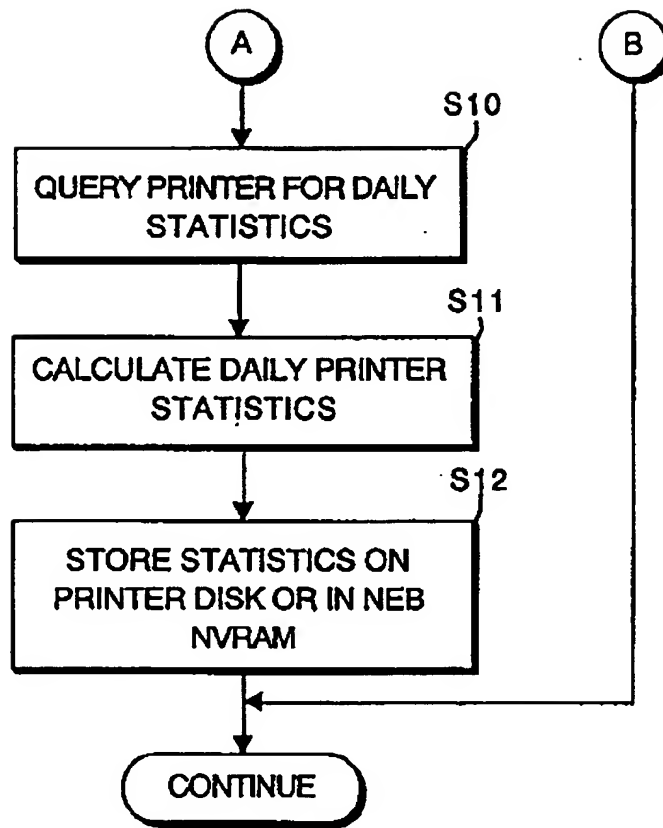 A
B
S10
QUERY PRINTER FOR DAILY
STATISTICS
S11
CALCULATE DAILY PRINTER
STATISTICS
S12
STORE STATISTICS ON
PRINTER DISK OR IN NEB
NVRAM
CONTINUE